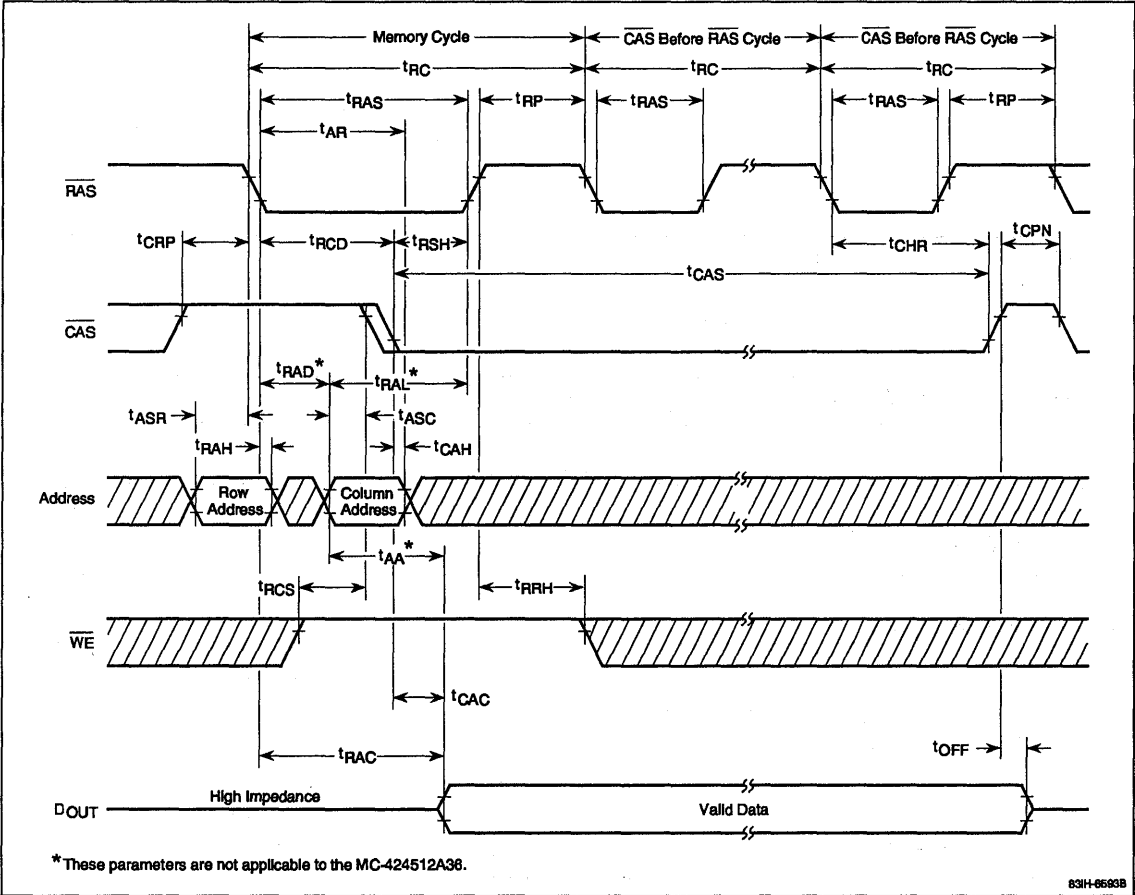 Memory Cycle
CAS Before RAS Cycle
CAS Before RAS Cycle
tRC
tRC
tRC
tRAS
tRP
tRAS
tRAS
tRP
tAR
RAS
tCRP
tRCD
tRSH
tCHR
tCPN
tCAS
CAS
tRAD*
tRAL*
tASR
tASC
tRAH
tCAH
Address
Row Address
Column Address
tAA*
tRCS
tRRH
WE
tCAC
tRAC
tOFF
High Impedance
DOUT
Valid Data
*These parameters are not applicable to the MC-424512A36.
83IH-6593B